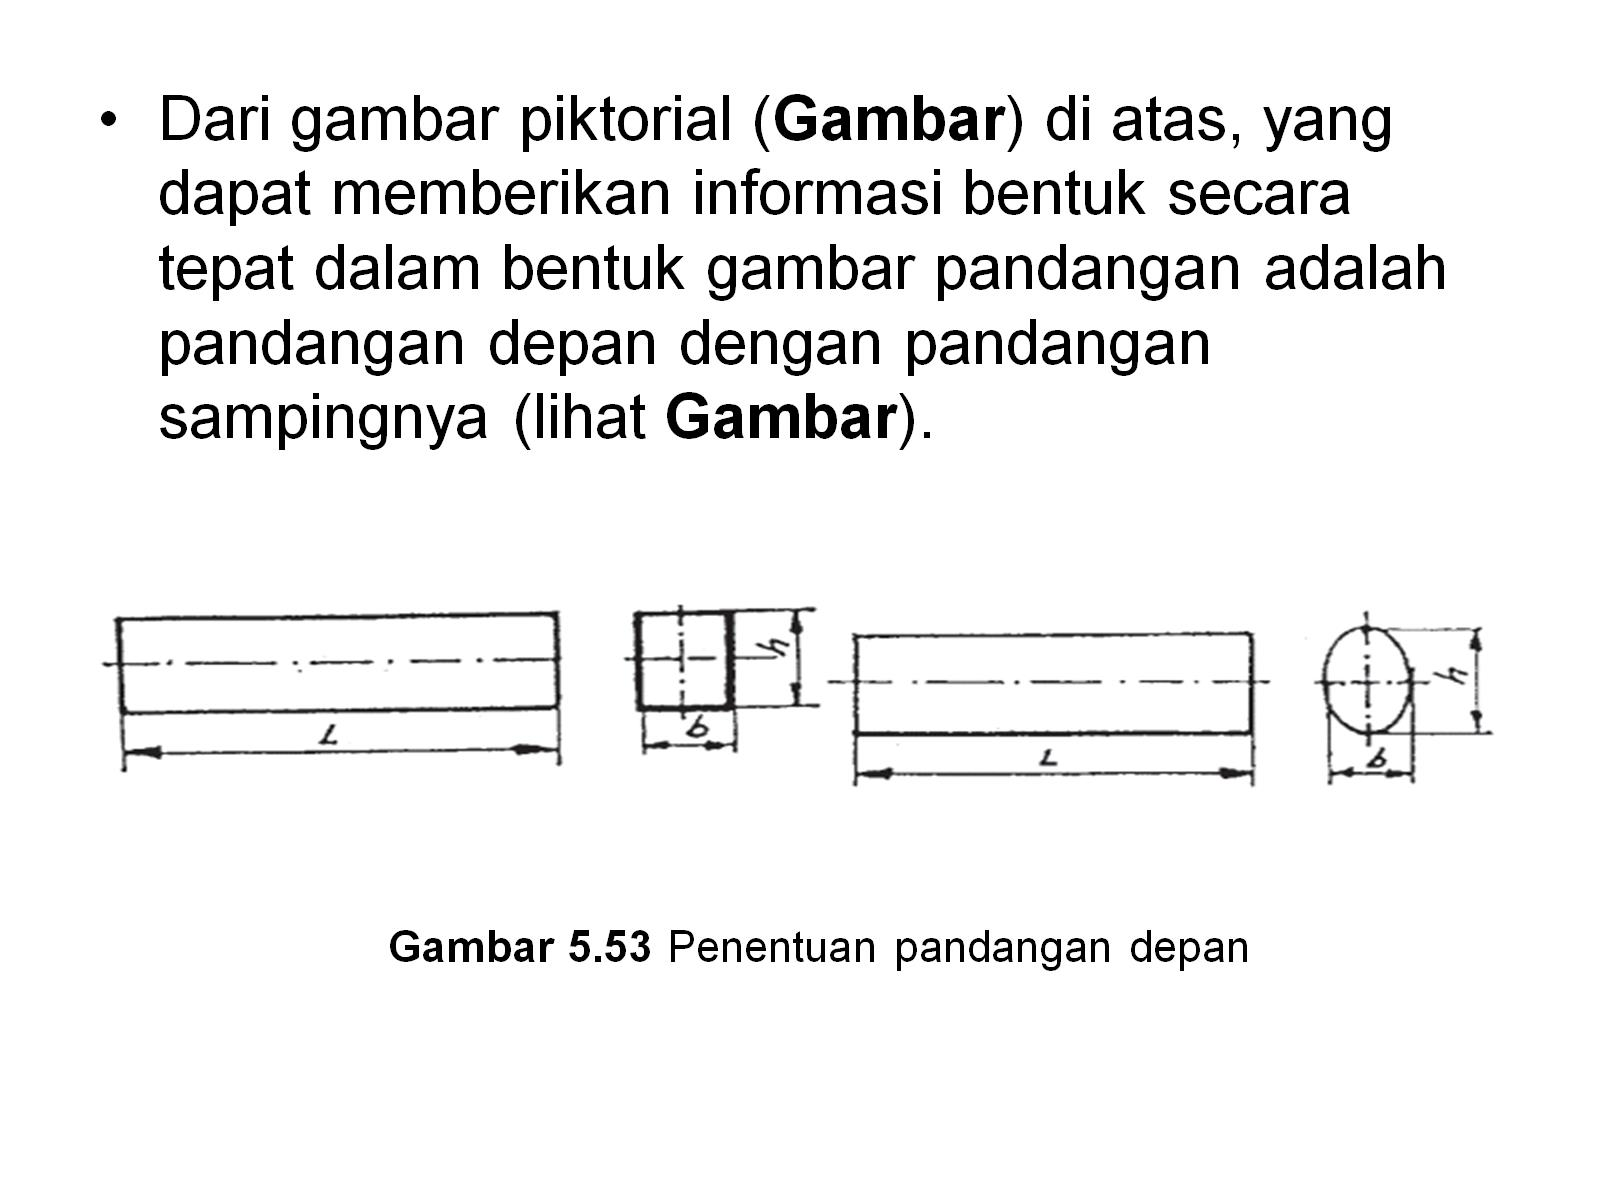 • Dari gambar piktorial (Gambar) di atas, yang
dapat memberikan informasi bentuk secara
tepat dalam bentuk gambar pandangan adalah
pandangan depan dengan pandangan
sampingnya (lihat Gambar).
L
b
h
L
b
h
Gambar 5.53 Penentuan pandangan depan